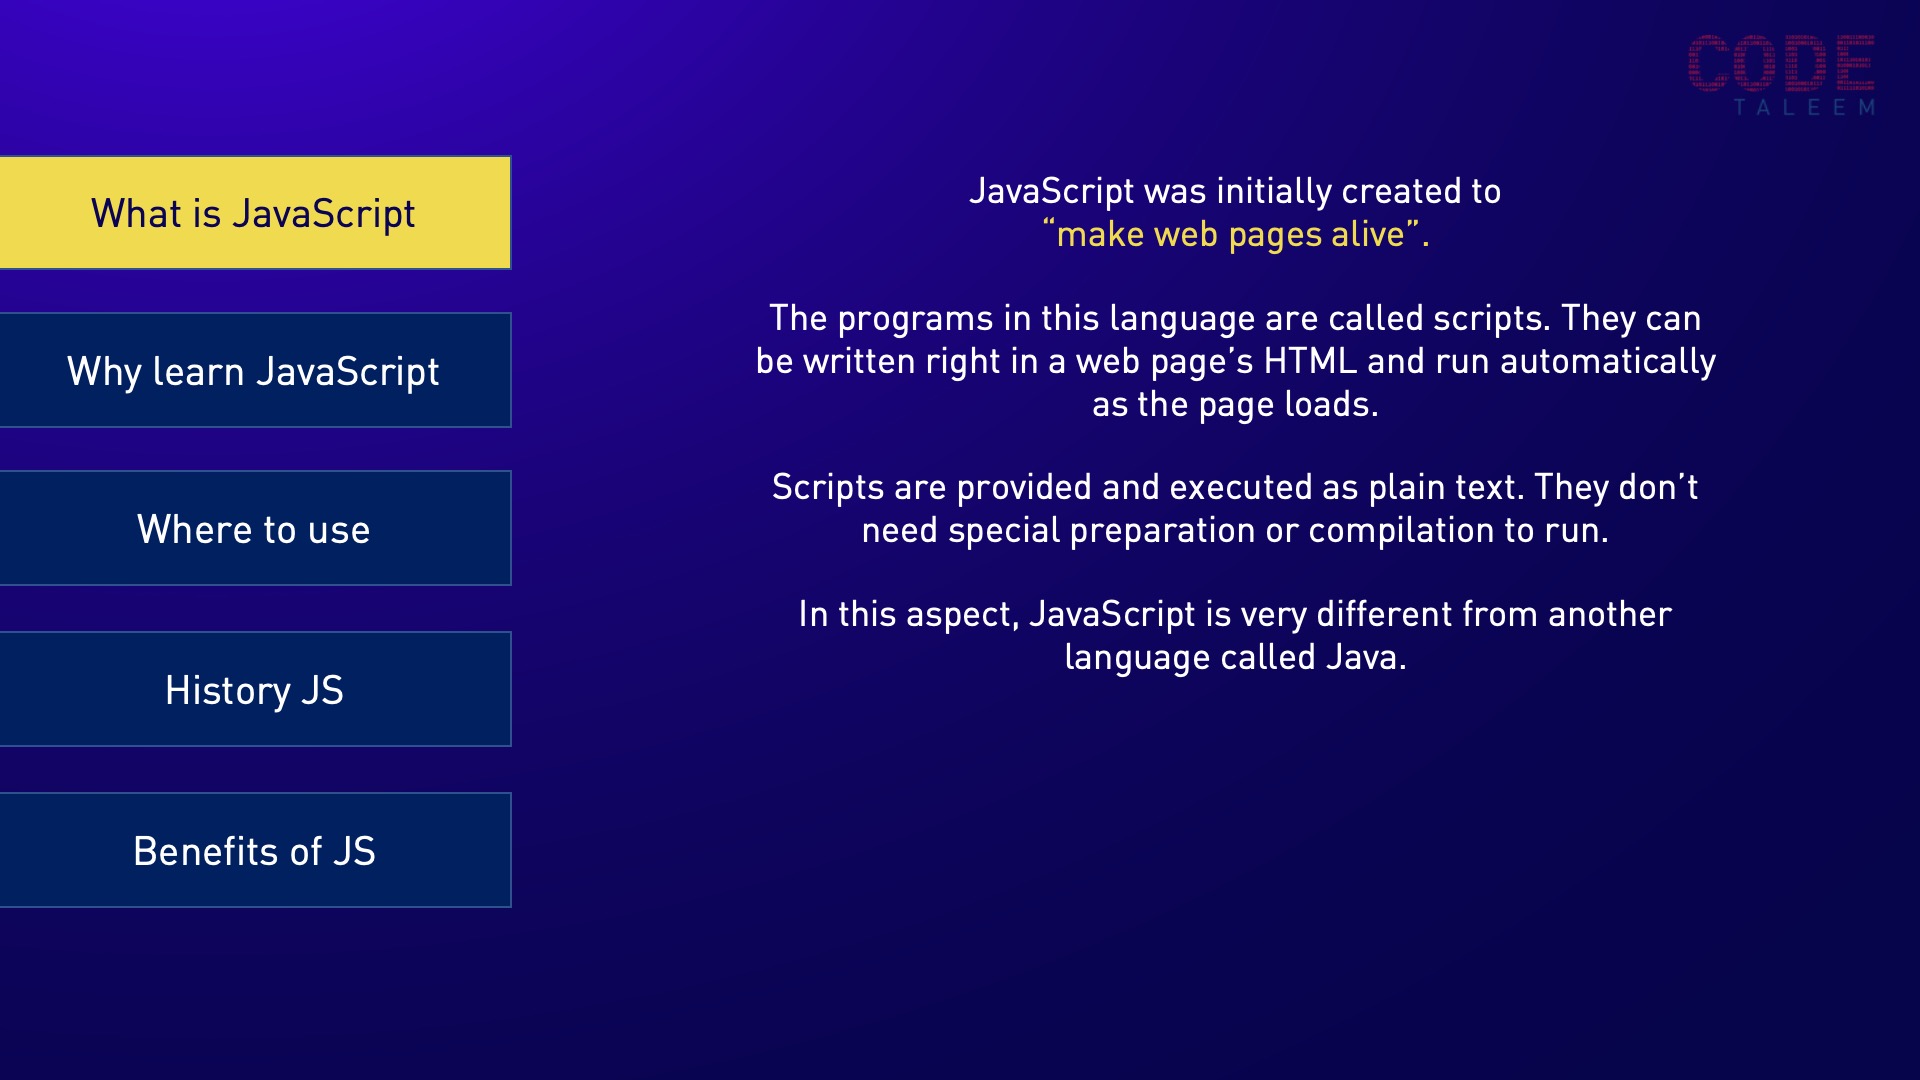 CODE
TALEEM
What is JavaScript
Why learn JavaScript
Where to use
History JS
Benefits of JS
JavaScript was initially created to
“make web pages alive”.
The programs in this language are called scripts. They can
be written right in a web page’s HTML and run automatically
as the page loads.
Scripts are provided and executed as plain text. They don’t
need special preparation or compilation to run.
In this aspect, JavaScript is very different from another
language called Java.